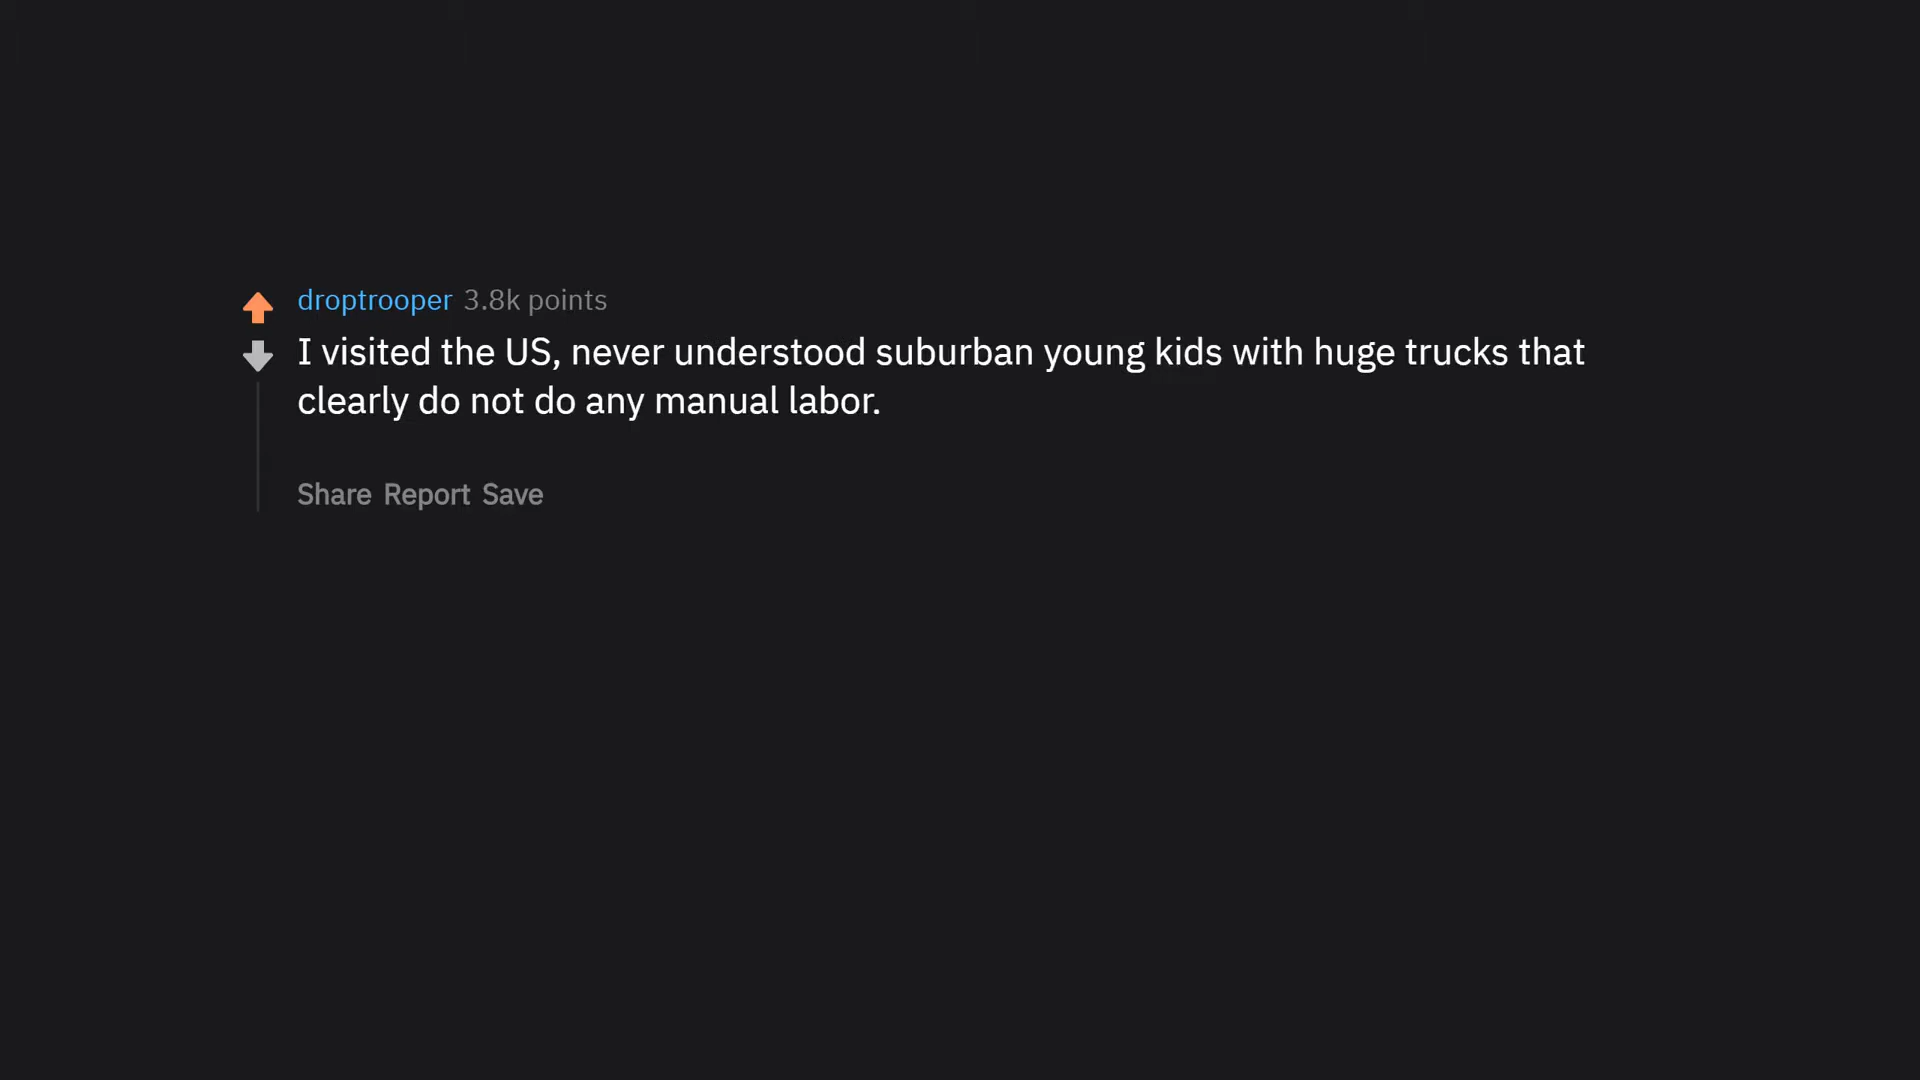 droptrooper 3.8k points
I visited the US, never understood suburban young kids with huge trucks that
clearly do not do any manual labor.
Share Report Save